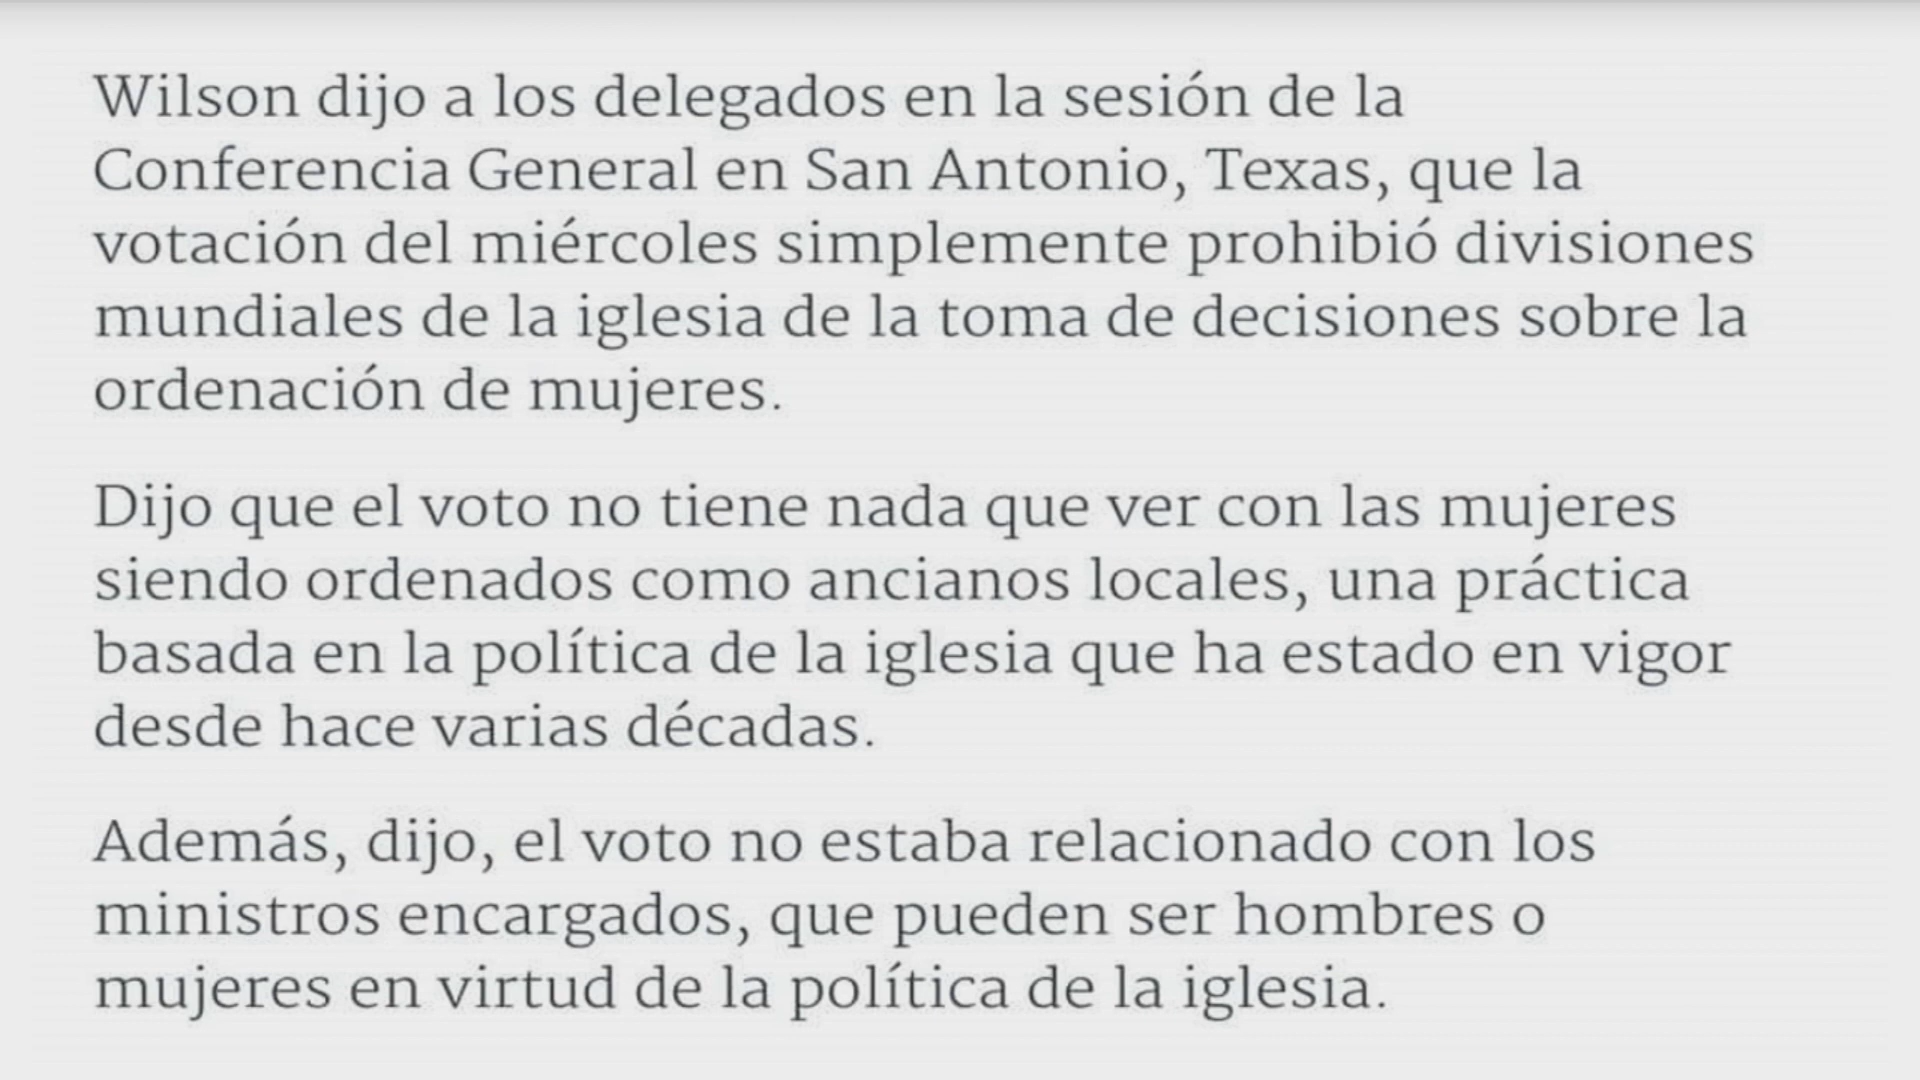 Wilson dijo a los delegados en la sesión de la
Conferencia General en San Antonio, Texas, que la
votación del miércoles simplemente prohibió divisiones
mundiales de la iglesia de la toma de decisiones sobre la
ordenación de mujeres.
Dijo que el voto no tiene nada que ver con las mujeres
siendo ordenados como ancianos locales, una práctica
basada en la política de la iglesia que ha estado en vigor
desde hace varias décadas.
Además, dijo, el voto no estaba relacionado con los
ministros encargados, que pueden ser hombres o
mujeres en virtud de la política de la iglesia.